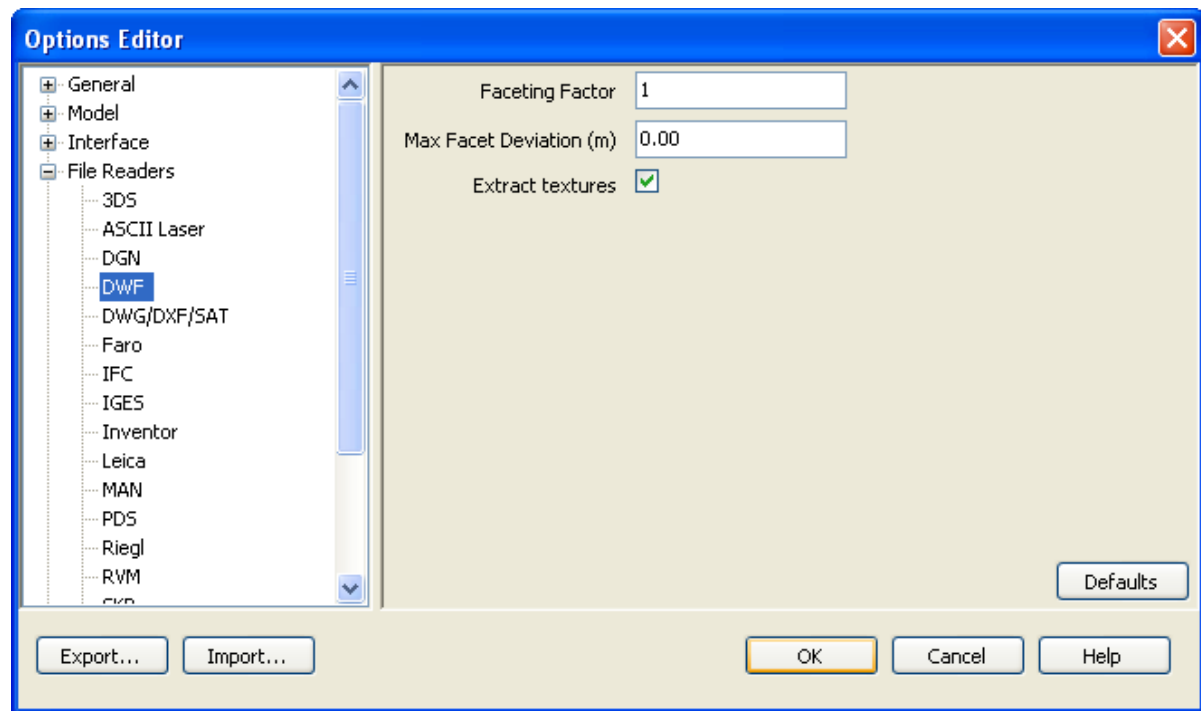 Options Editor
General
Model
Interface
File Readers
3DS
ASCII Laser
DGN
DWF
DWG/DXF/SAT
Faro
IFC
IGES
Inventor
Leica
MAN
PDS
Riegl
RVM
Faceting Factor 1
Max Facet Deviation (m) 0.00
Extract textures
Defaults
Export... Import... OK Cancel Help